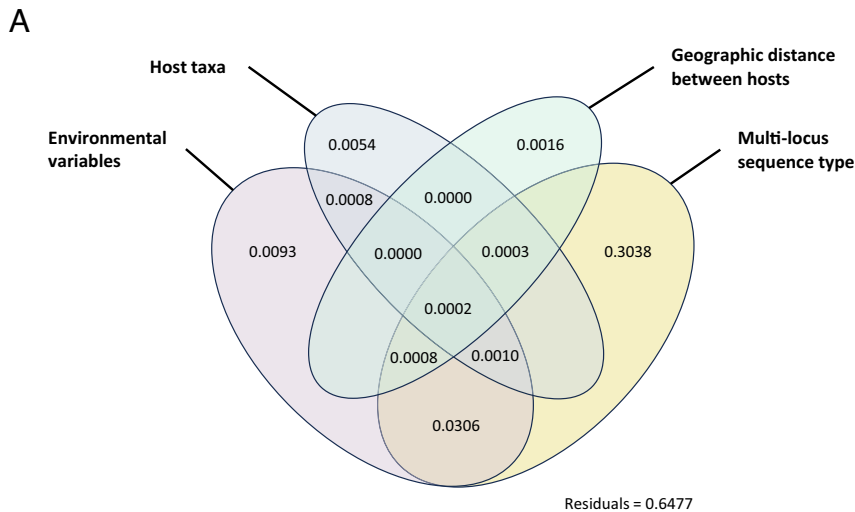 A
Host taxa
Geographic distance
between hosts
Environmental
variables
Multi-locus
sequence type
0.0054
0.0016
0.0008
0.0000
0.0093
0.0000
0.0003
0.3038
0.0002
0.0008
0.0010
0.0306
Residuals = 0.6477